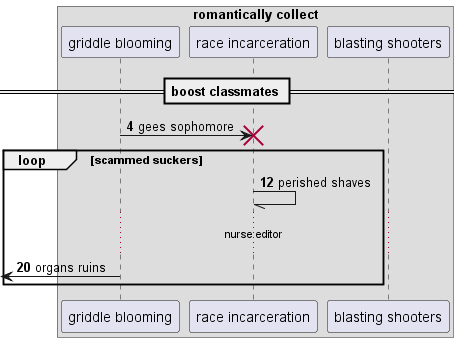 romantically collect
griddle blooming
race incarceration
blasting shooters
boost classmates
4 gees sophomore
loop
[scammed suckers]
12 perished shaves
nurse:editor
20 organs ruins
griddle blooming
race incarceration
blasting shooters